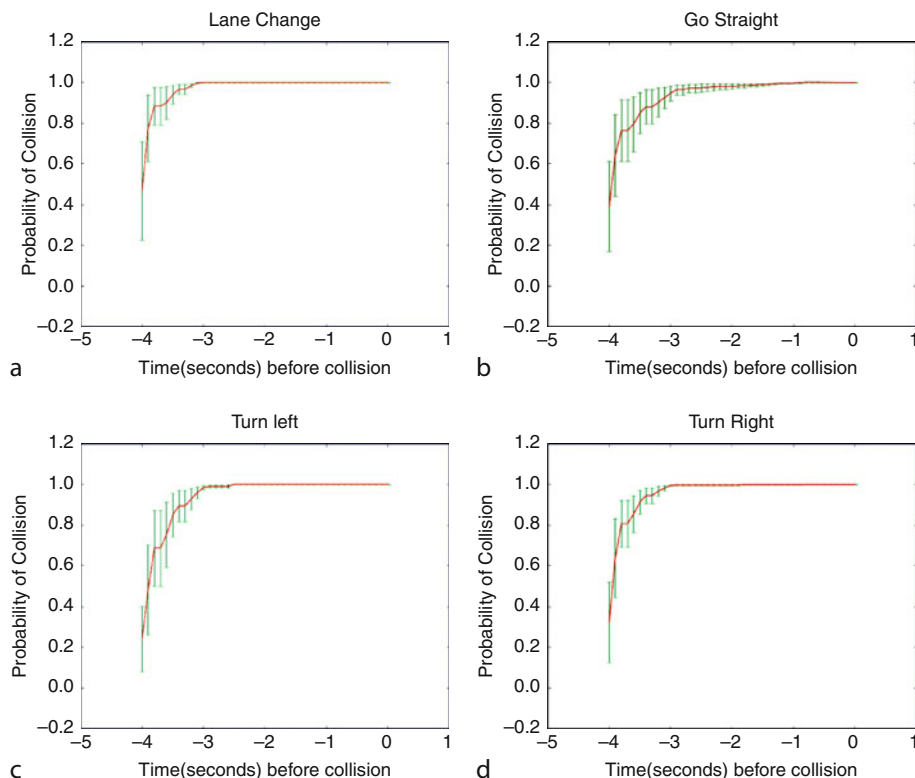 Lane Change
1.2
1.0
0.8
0.6
0.4
0.2
0.0
–0.2
Probability of Collision
–5 –4 –3 –2 –1 0 1
Time(seconds) before collision
a
Go Straight
1.2
1.0
0.8
0.6
0.4
0.2
0.0
–0.2
Probability of Collision
–5 –4 –3 –2 –1 0 1
Time(seconds) before collision
b
Turn left
1.2
1.0
0.8
0.6
0.4
0.2
0.0
–0.2
Probability of Collision
–5 –4 –3 –2 –1 0 1
Time(seconds) before collision
c
Turn Right
1.2
1.0
0.8
0.6
0.4
0.2
0.0
–0.2
Probability of Collision
–5 –4 –3 –2 –1 0 1
Time(seconds) before collision
d